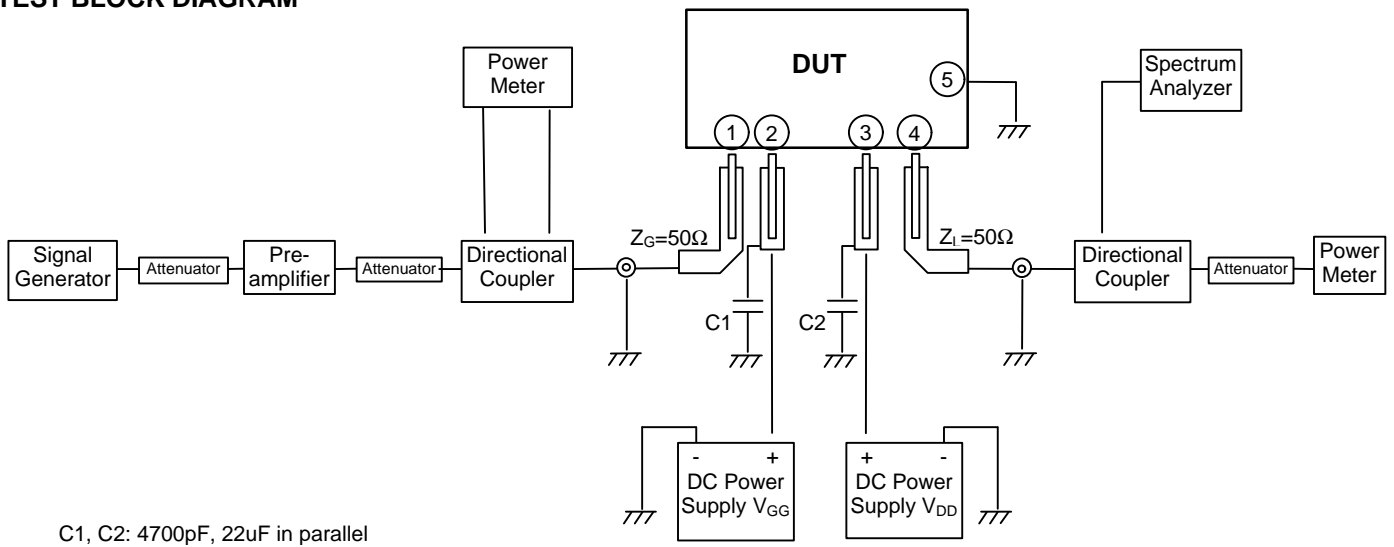 TEST BLOCK DIAGRAM
Power
Meter
DUT
5
Spectrum
Analyzer
1 2 3 4
ZG=50Ω
ZL=50Ω
Signal
Generator
Attenuator
Pre-
amplifier
Attenuator
Directional
Coupler
Directional
Coupler
Attenuator
Power
Meter
C1
C2
- +
DC Power
Supply VGG
+ -
DC Power
Supply VDD
C1, C2: 4700pF, 22uF in parallel